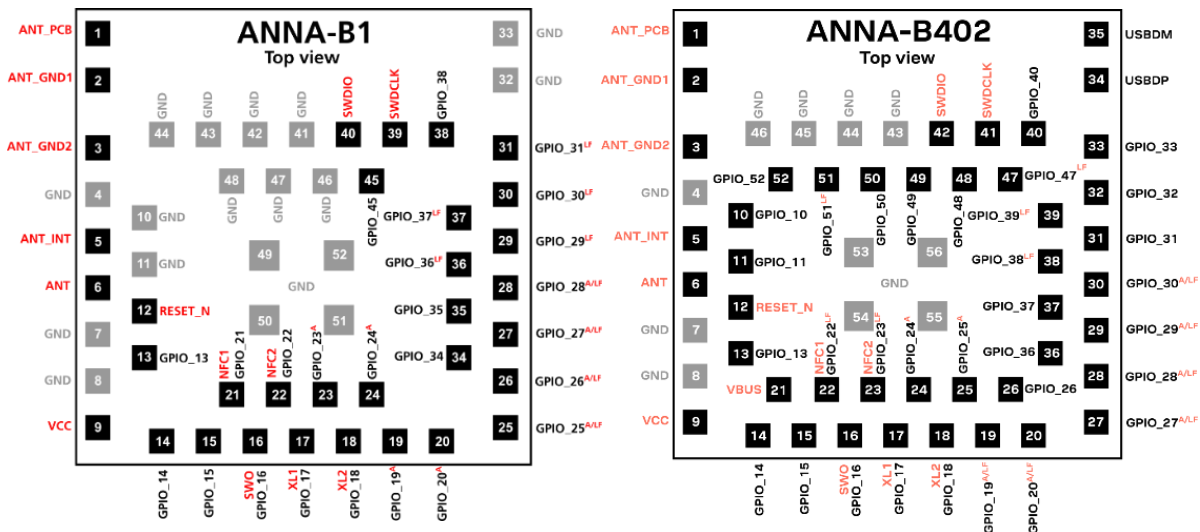 ANNA-B1
Top view
ANT_PCB
1
ANT_GND1
2
ANT_GND2
3
GND
4
ANT_INT
5
ANT
6
GND
7
GND
8
VCC
9
33
GND
32
GND
31
GPIO_31LF
30
GPIO_30LF
29
GPIO_29LF
28
GPIO_28A/LF
27
GPIO_27A/LF
26
GPIO_26A/LF
25
GPIO_25A/LF
GND
GND
GND
GND
SWDIO
SWDCLK
GPIO_38
44
43
42
41
40
39
38
48
47
46
45
GND
GND
GND
GPIO_45
10
GND
11
GND
12
RESET_N
13
GPIO_13
GPIO_37LF
37
GPIO_36LF
36
GPIO_35
35
GPIO_34
34
49
52
GND
50
51
NFC1
GPIO_21
NFC2
GPIO_22
GPIO_23A
GPIO_24A
21
22
23
24
14
15
16
17
18
19
20
GPIO_14
GPIO_15
SWO
GPIO_16
XL1
GPIO_17
XL2
GPIO_18
GPIO_19A
GPIO_20A
ANNA-B402
Top view
ANT_PCB
1
ANT_GND1
2
ANT_GND2
3
GND
4
ANT_INT
5
ANT
6
GND
7
GND
8
VCC
9
35
USBDM
34
USBDP
33
GPIO_33
32
GPIO_32
31
GPIO_31
30
GPIO_30A/LF
29
GPIO_29A/LF
28
GPIO_28A/LF
27
GPIO_27A/LF
GND
GND
GND
GND
SWDIO
SWDCLK
GPIO_40
46
45
44
43
42
41
40
GPIO_52
52
51
50
49
48
47
GPIO_47LF
GPIO_51LF
GPIO_50
GPIO_49
GPIO_48
10
GPIO_10
11
GPIO_11
12
RESET_N
13
GPIO_13
GPIO_39LF
39
GPIO_38LF
38
GPIO_37
37
GPIO_36
36
53
56
GND
54
55
NFC1
GPIO_22LF
NFC2
GPIO_23LF
GPIO_24A
GPIO_25A
VBUS
21
22
23
24
25
26
GPIO_26
14
15
16
17
18
19
20
GPIO_14
GPIO_15
SWO
GPIO_16
XL1
GPIO_17
XL2
GPIO_18
GPIO_19A/LF
GPIO_20A/LF